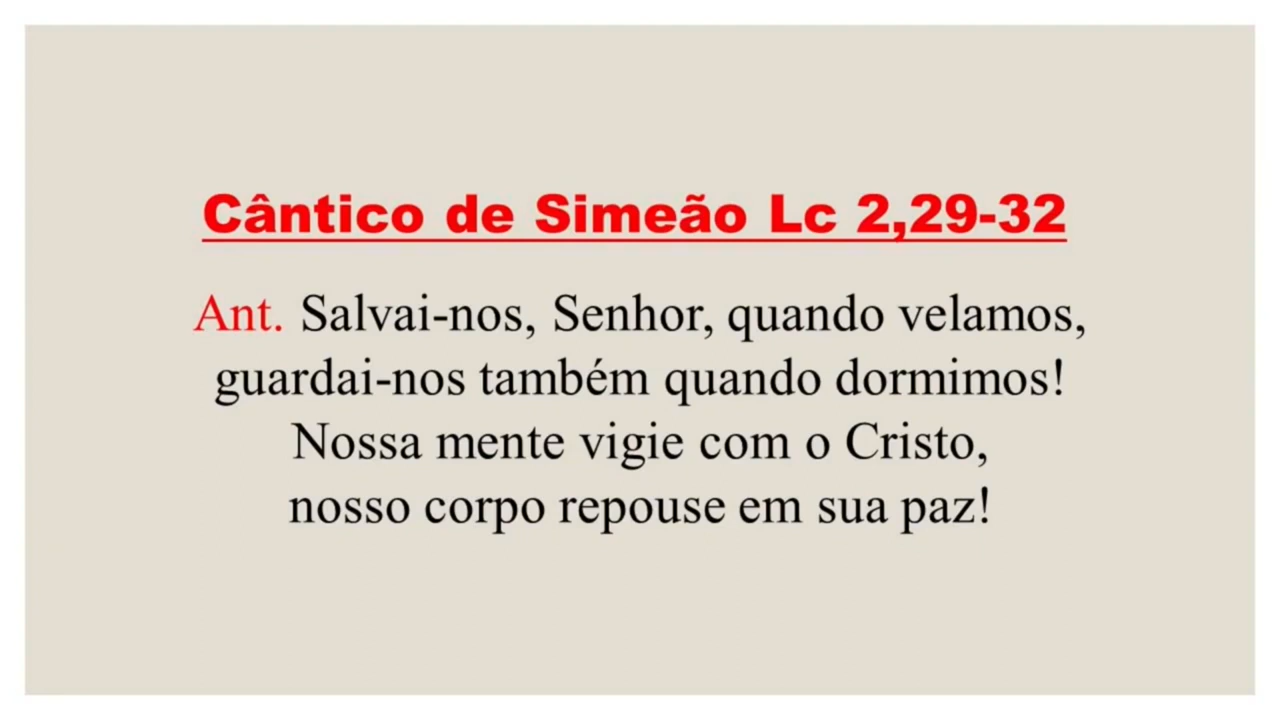 Cântico de Simeão Lc 2,29-32
Ant. Salvai-nos, Senhor, quando velamos,
guardai-nos também quando dormimos!
Nossa mente vigie com o Cristo,
nosso corpo repouse em sua paz!